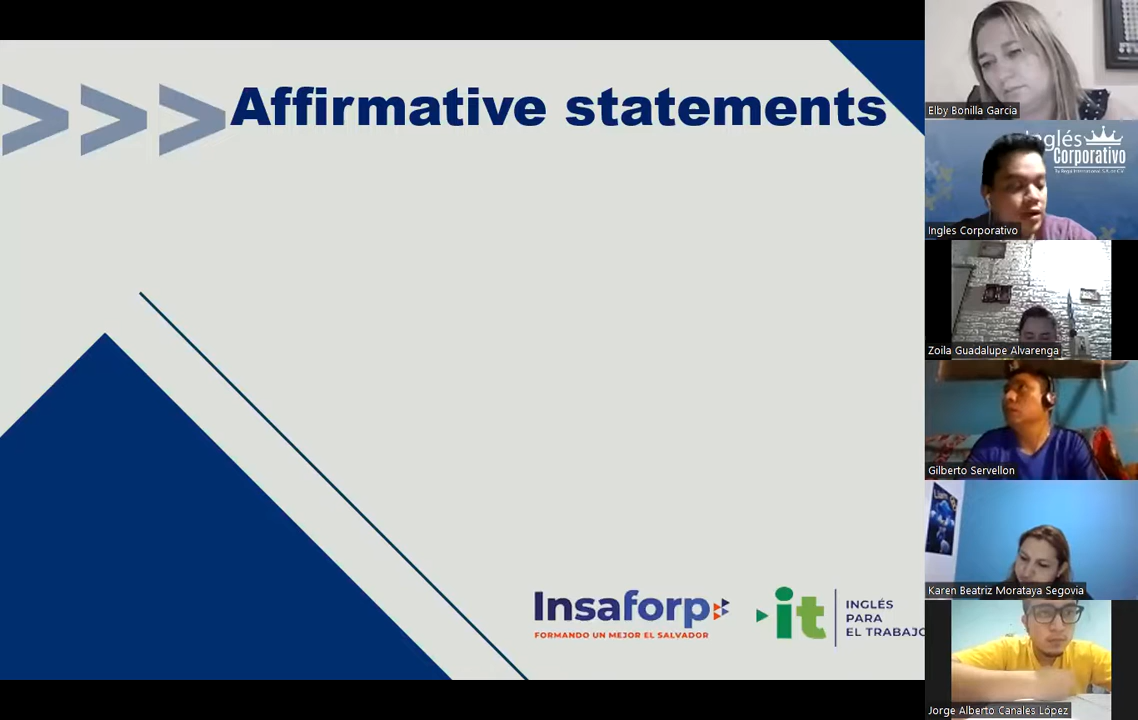 >>> Affirmative statements
Insaforp
FORMANDO UN MEJOR EL SALVADOR
it
INGLÉS
PARA
EL TRABAJO
Elby Bonilla Garcia
Inglés
Corporativo
Ingles Corporativo
Zoila Guadalupe Alvarenga
Gilberto Servellon
Karen Beatriz Morataya Segovia
Jorge Alberto Canales López